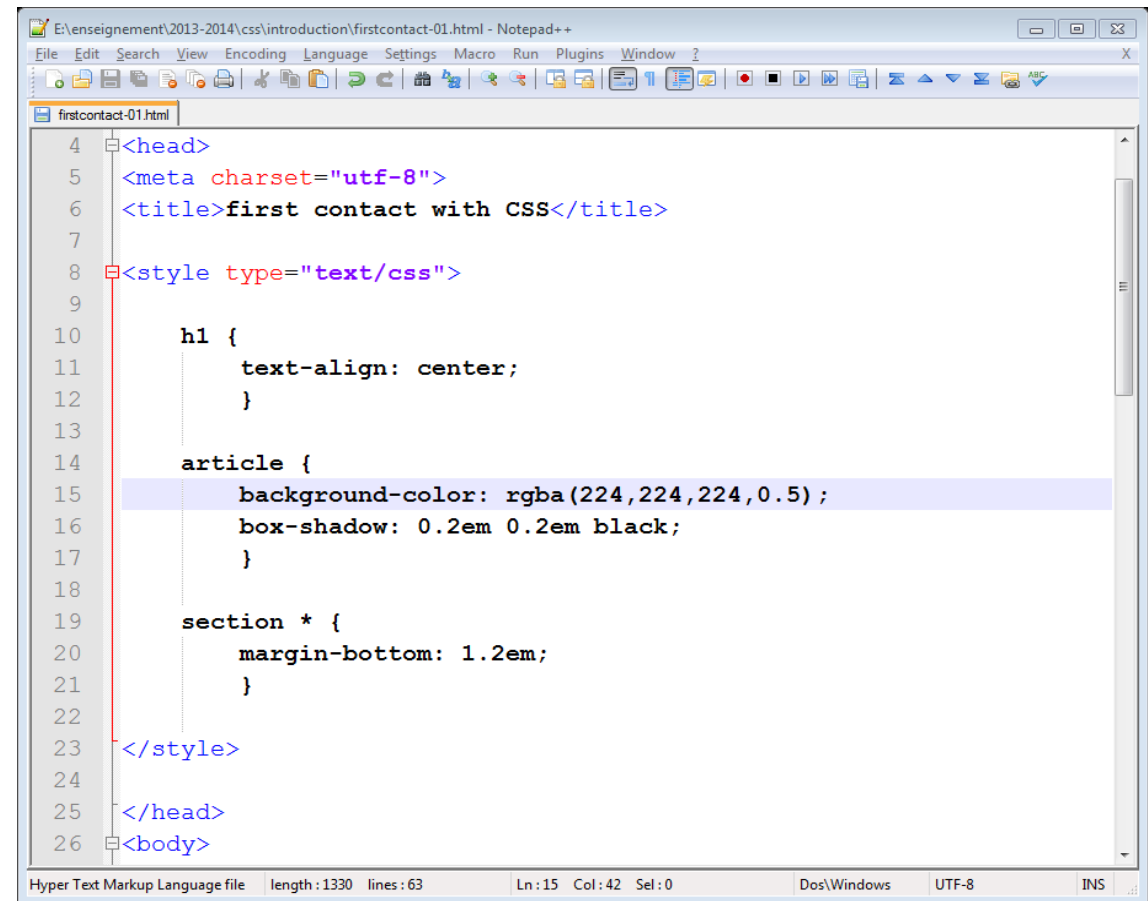 E:\enseignement\2013-2014\css\introduction\firstcontact-01.html - Notepad++
File Edit Search View Encoding Language Settings Macro Run Plugins Window ? X
ABC
firstcontact-01.html
4 <head>
5 <meta charset="utf-8">
6 <title>first contact with CSS</title>
7
8 <style type="text/css">
9
10 h1 {
11 text-align: center;
12 }
13
14 article {
15 background-color: rgba(224,224,224,0.5);
16 box-shadow: 0.2em 0.2em black;
17 }
18
19 section * {
20 margin-bottom: 1.2em;
21 }
22
23 </style>
24
25 </head>
26 <body>
Hyper Text Markup Language file length : 1330 lines : 63 Ln : 15 Col : 42 Sel : 0 Dos\Windows UTF-8 INS